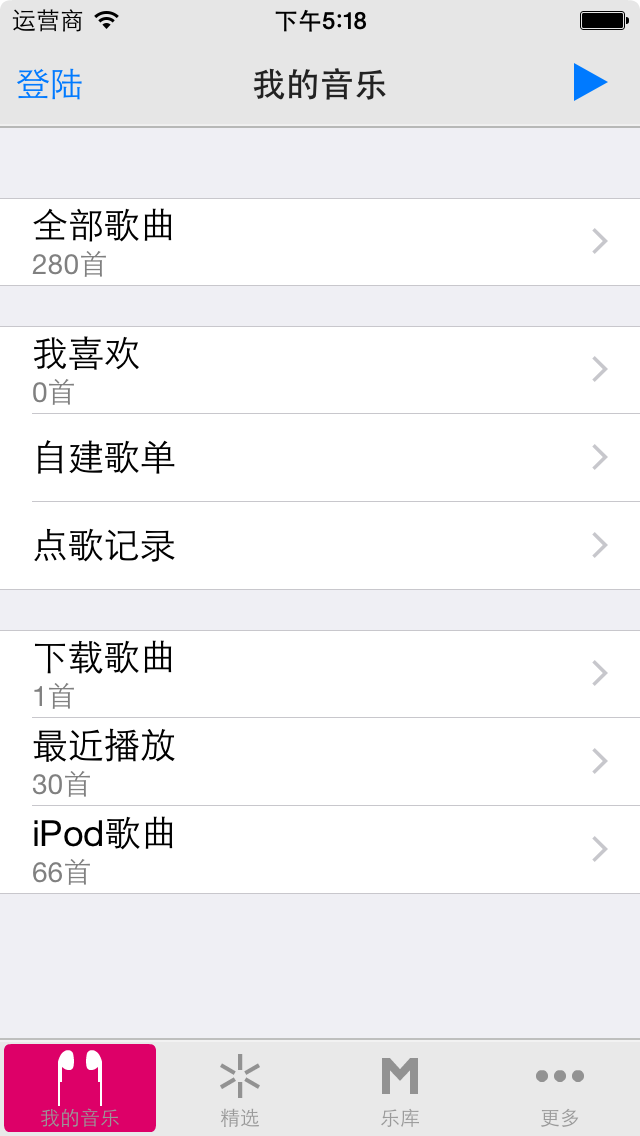 运营商 下午5:18
登陆 我的音乐
全部歌曲
280首
我喜欢
0首
自建歌单
点歌记录
下载歌曲
1首
最近播放
30首
iPod歌曲
66首
我的音乐 精选 乐库 更多